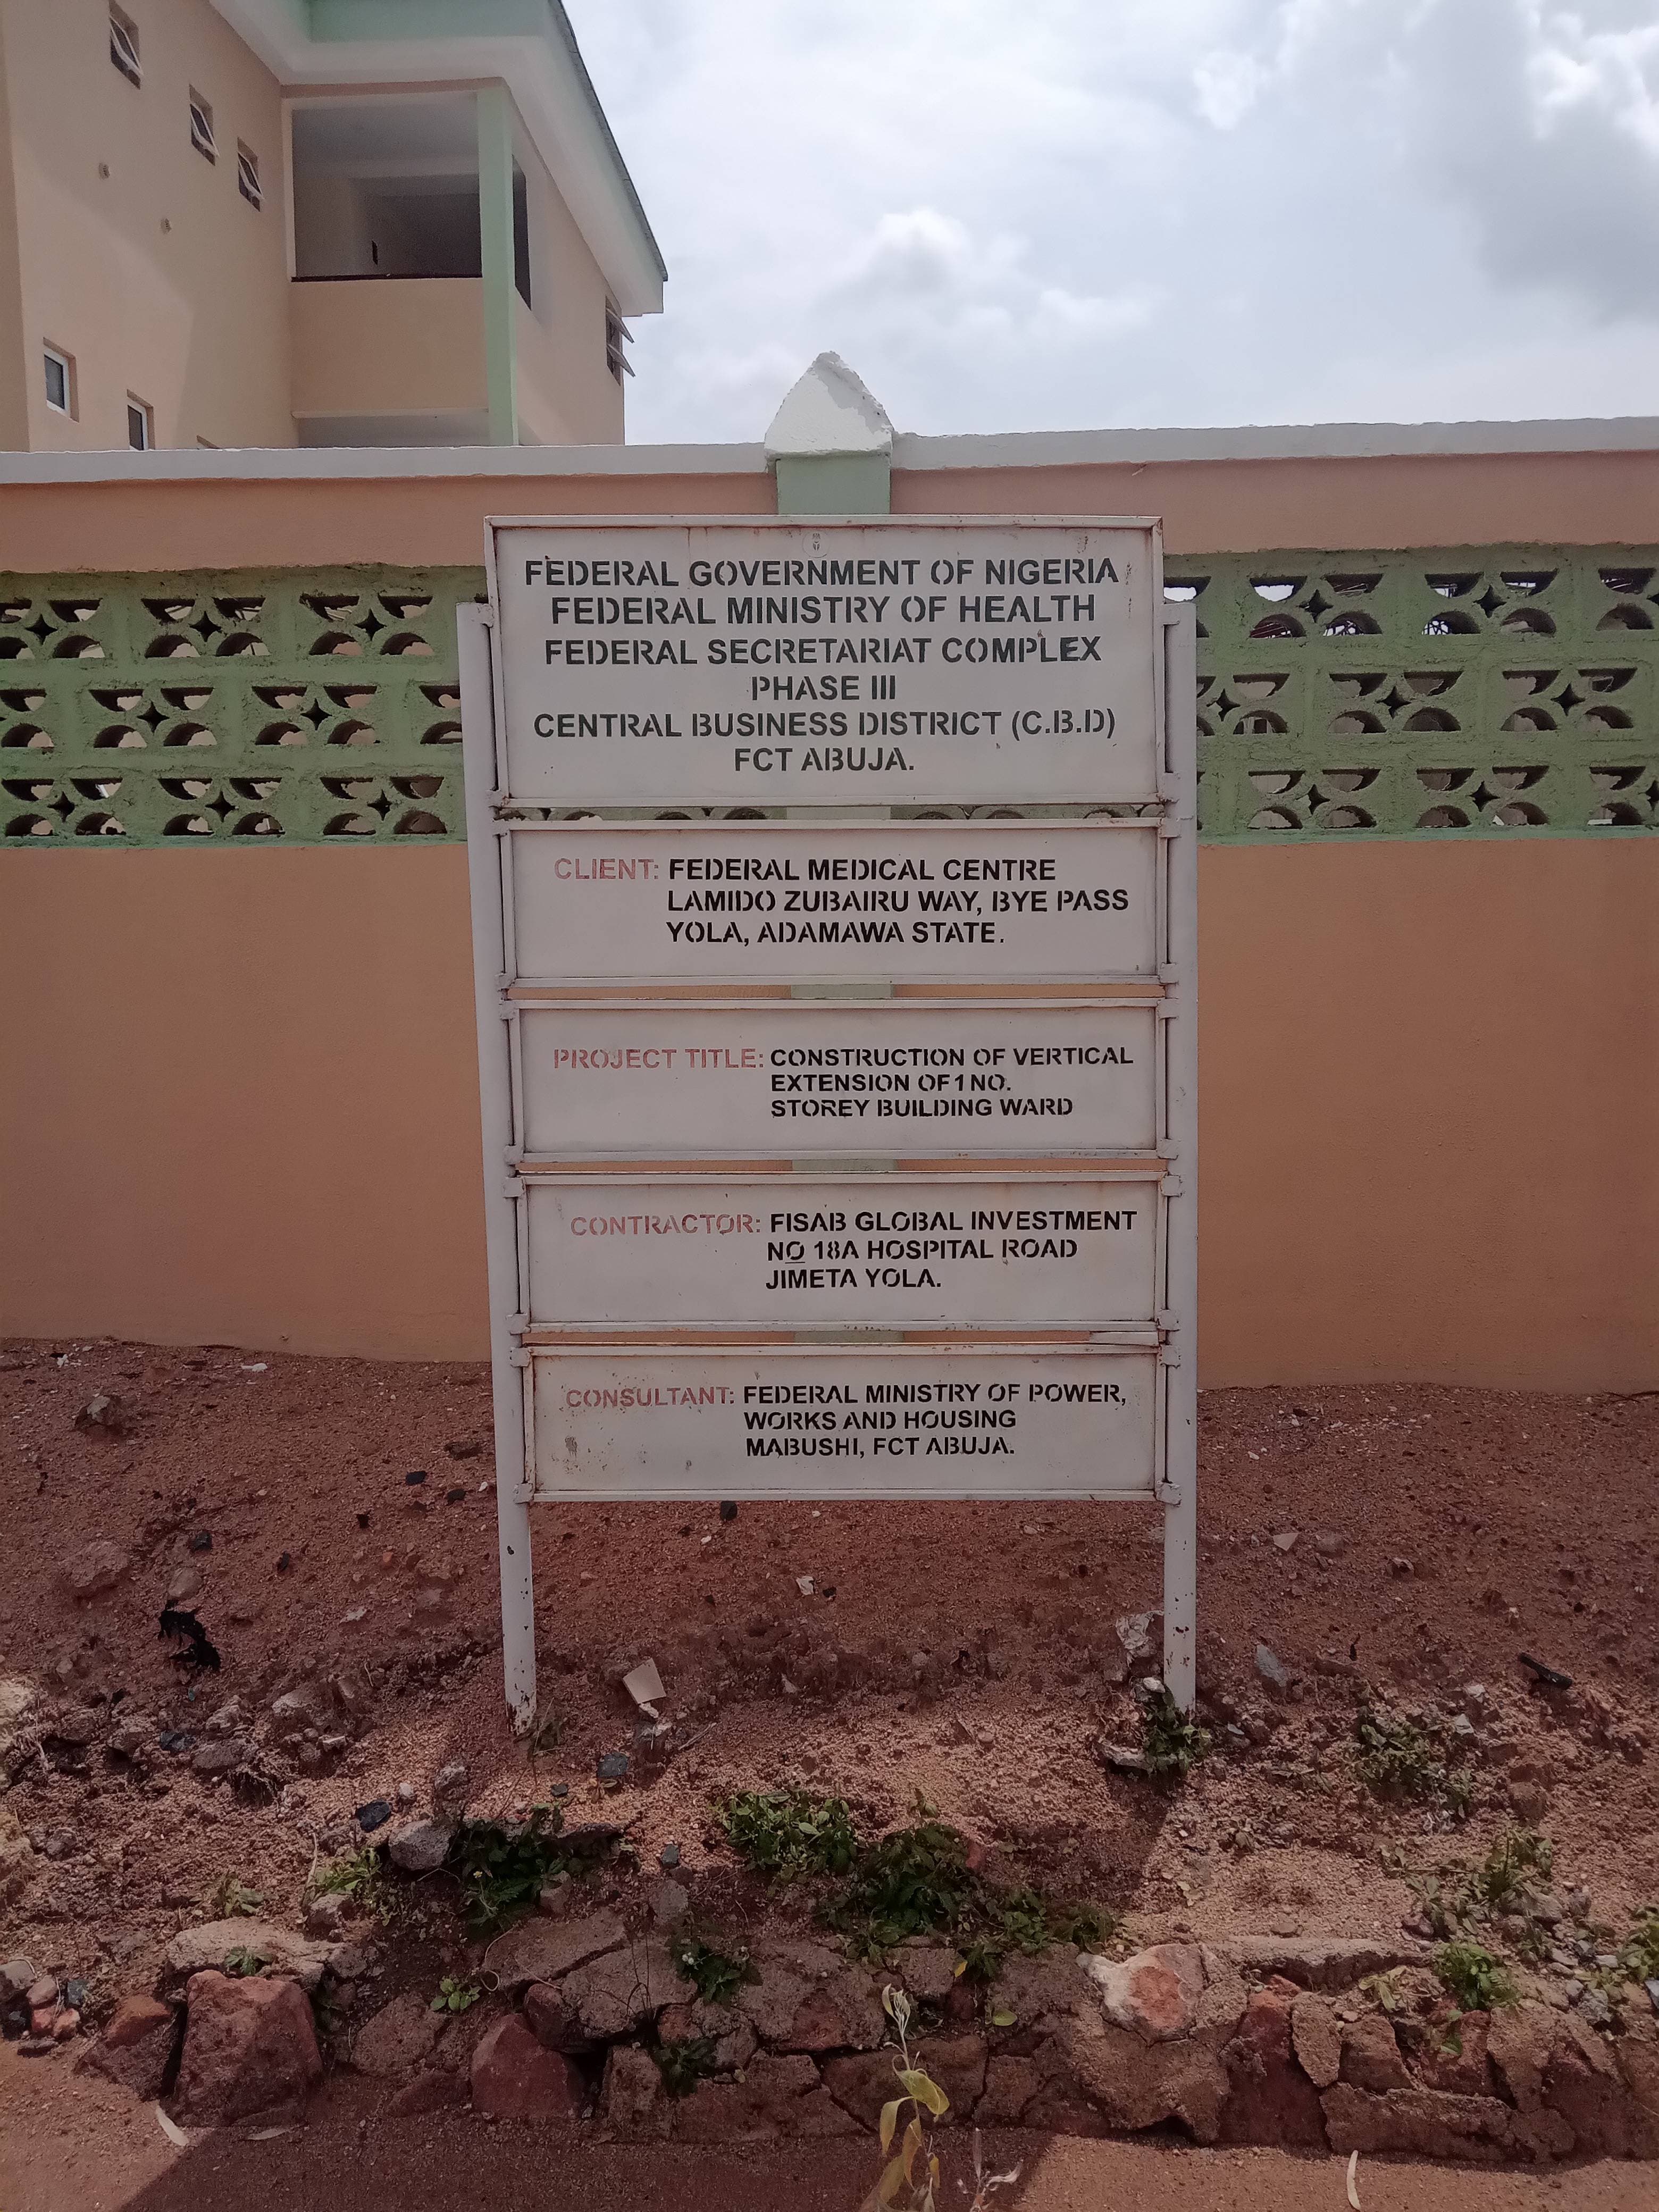 FEDERAL GOVERNMENT OF NIGERIA
FEDERAL MINISTRY OF HEALTH
FEDERAL SECRETARIAT COMPLEX
PHASE III
CENTRAL BUSINESS DISTRICT (C.B.D)
FCT ABUJA.
CLIENT: FEDERAL MEDICAL CENTRE
LAMIDO ZUBAIRU WAY, BYE PASS
YOLA, ADAMAWA STATE.
PROJECT TITLE: CONSTRUCTION OF VERTICAL
EXTENSION OF 1 NO.
STOREY BUILDING WARD
CONTRACTOR: FISAB GLOBAL INVESTMENT
NO 18A HOSPITAL ROAD
JIMETA YOLA.
CONSULTANT: FEDERAL MINISTRY OF POWER,
WORKS AND HOUSING
MABUSHI, FCT ABUJA.